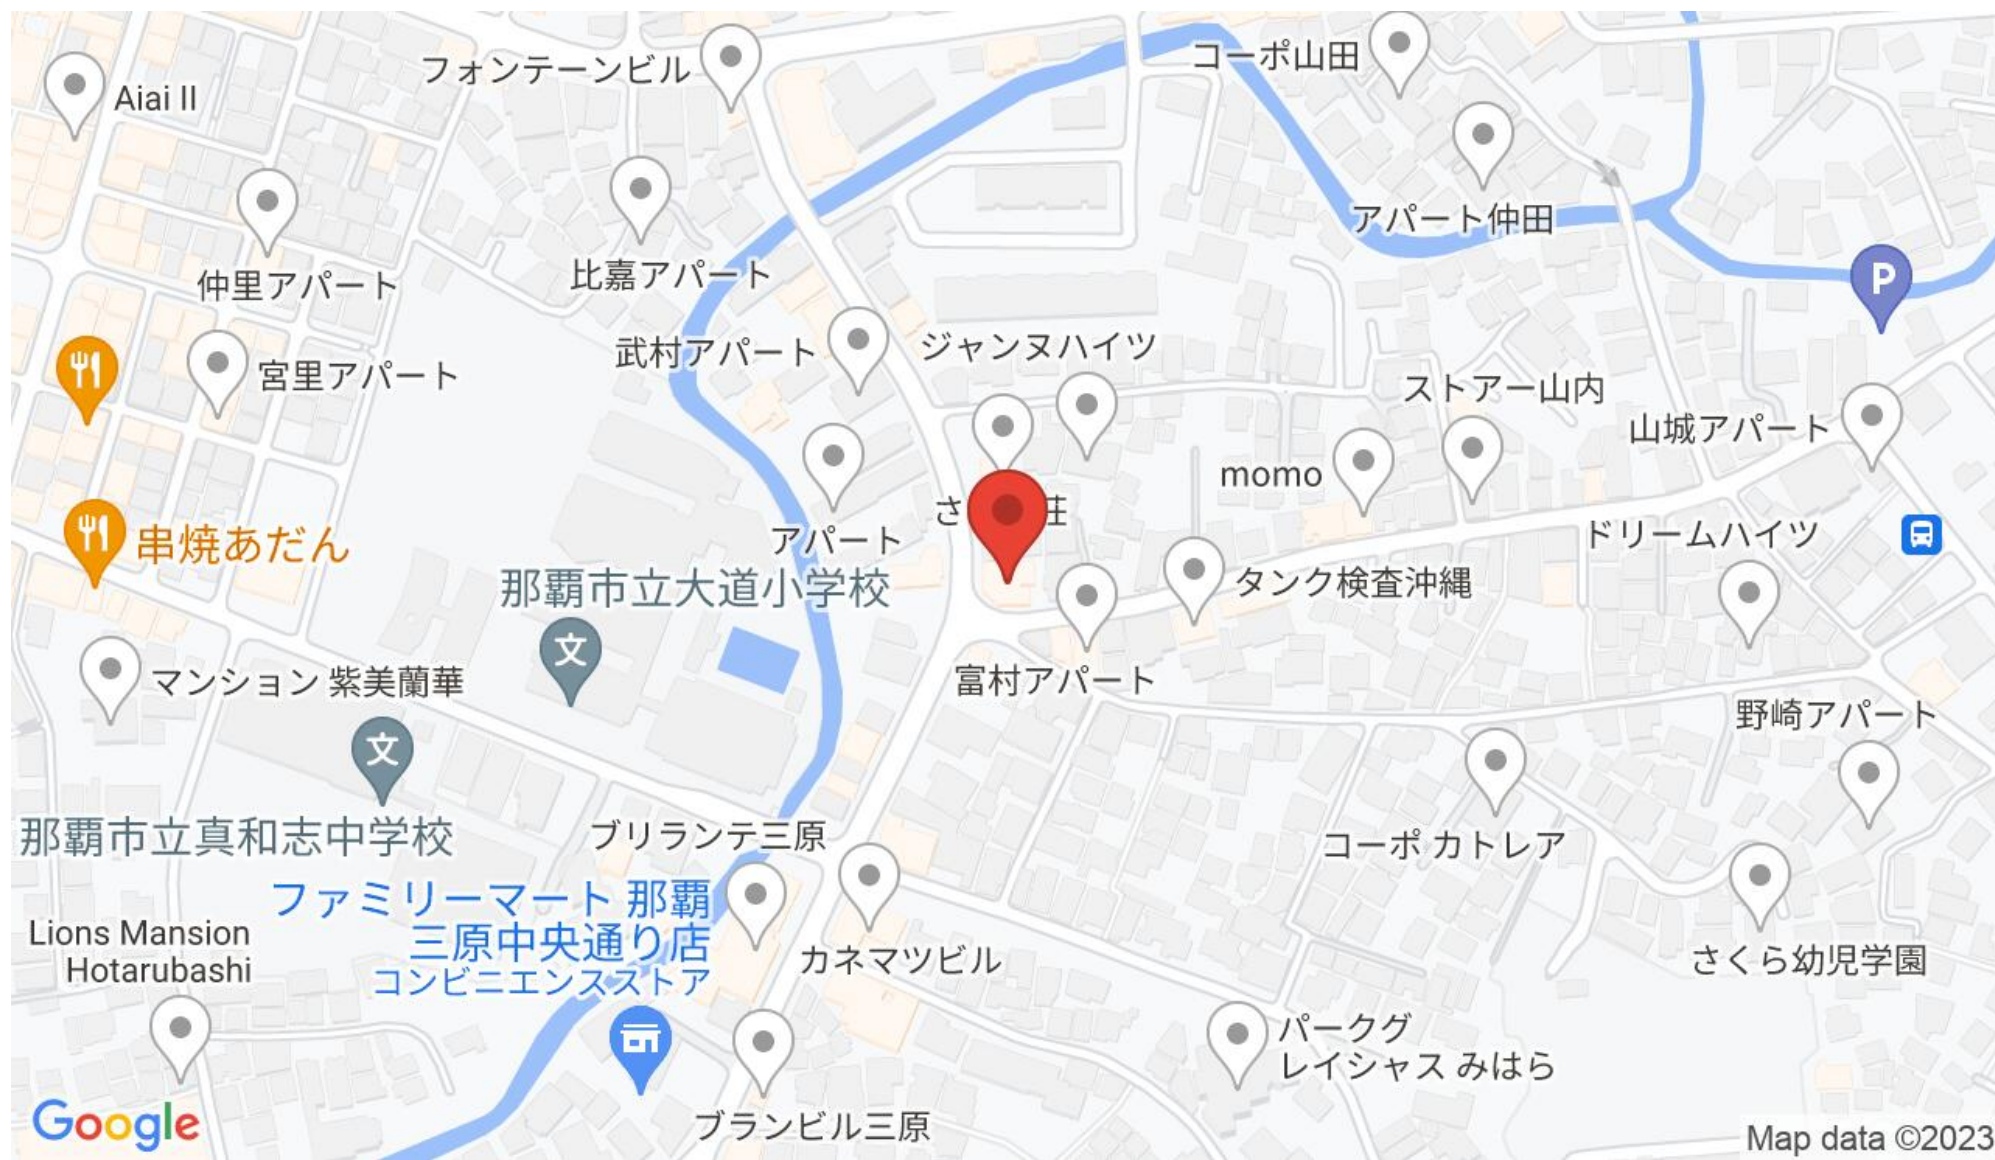 フォンテーンビル
コーポ山田
Aiai II
アパート仲田
仲里アパート
比嘉アパート
P
武村アパート
ジャンヌハイツ
宮里アパート
ストアー山内
山城アパート
momo
さ
荘
串焼あだん
アパート
ドリームハイツ
那覇市立大道小学校
タンク検査沖縄
文
マンション 紫美蘭華
富村アパート
野崎アパート
文
那覇市立真和志中学校
ブリランテ三原
コーポ カトレア
ファミリーマート 那覇
三原中央通り店
コンビニエンスストア
Lions Mansion
Hotarubashi
カネマツビル
さくら幼児学園
パークグ
レイシャス みはら
Google
ブランビル三原
Map data ©2023